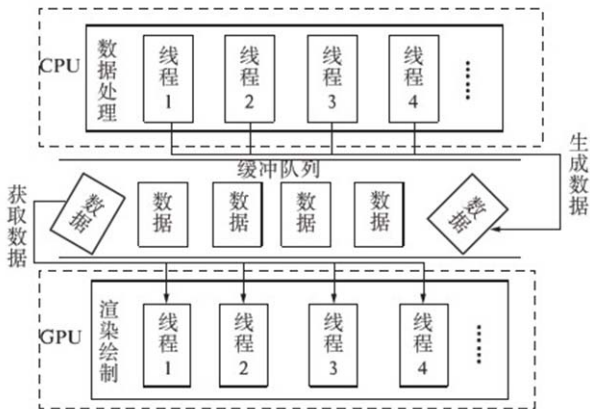 CPU
数据处理
线程1
线程2
线程3
线程4
……
生成数据
缓冲队列
获取数据
数据
数据
数据
数据
数据
数据
GPU
渲染绘制
线程1
线程2
线程3
线程4
……